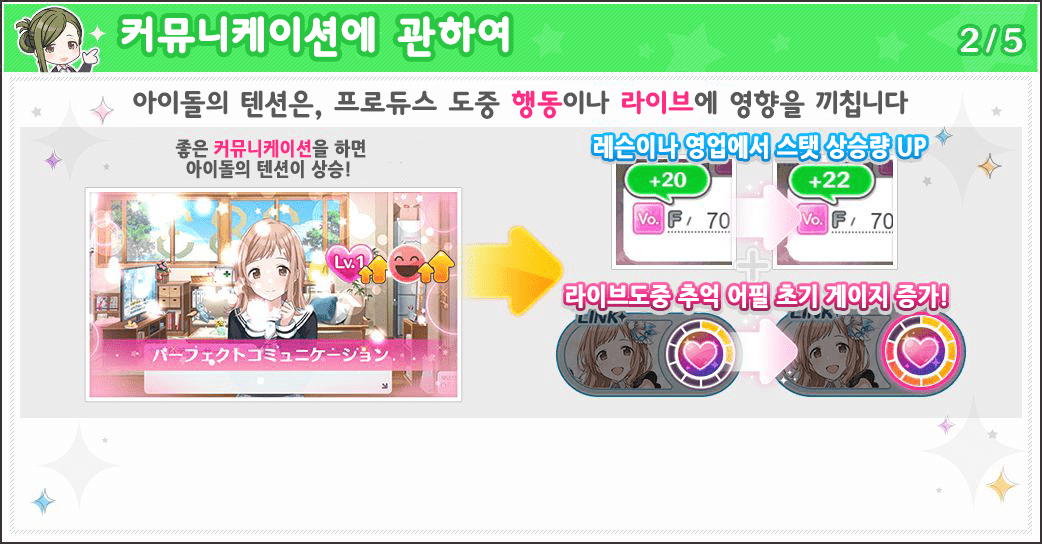 커뮤니케이션에 관하여
2/5
아이돌의 텐션은, 프로듀스 도중 행동이나 라이브에 영향을 끼칩니다
좋은 커뮤니케이션을 하면
아이돌의 텐션이 상승!
Lv.1
パーフェクトコミュニケーション
레슨이나 영업에서 스탯 상승량 UP
+20
Vo. F / 70
+22
Vo. F / 70
라이브도중 추억 어필 초기 게이지 증가!
LINK+
LINK+